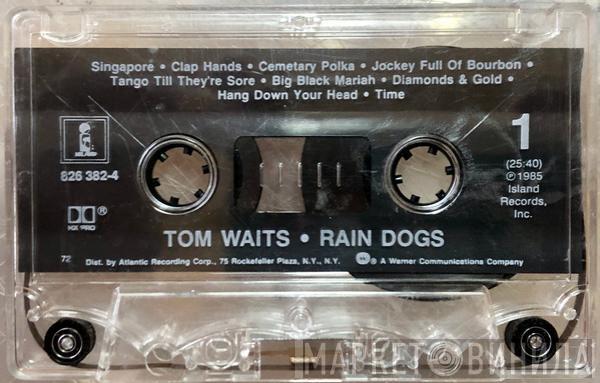 Singapore • Clap Hands • Cemetary Polka • Jockey Full Of Bourbon •
Tango Till They're Sore • Big Black Mariah • Diamonds & Gold •
Hang Down Your Head • Time
ISLAND
826 382-4
1
(25:40)
℗ 1985
Island
Records,
Inc.
HX PRO
TOM WAITS • RAIN DOGS
72
Dist. by Atlantic Recording Corp., 75 Rockefeller Plaza, N.Y., N.Y.
A Warner Communications Company
МАРКЕТ ВАНИЛА